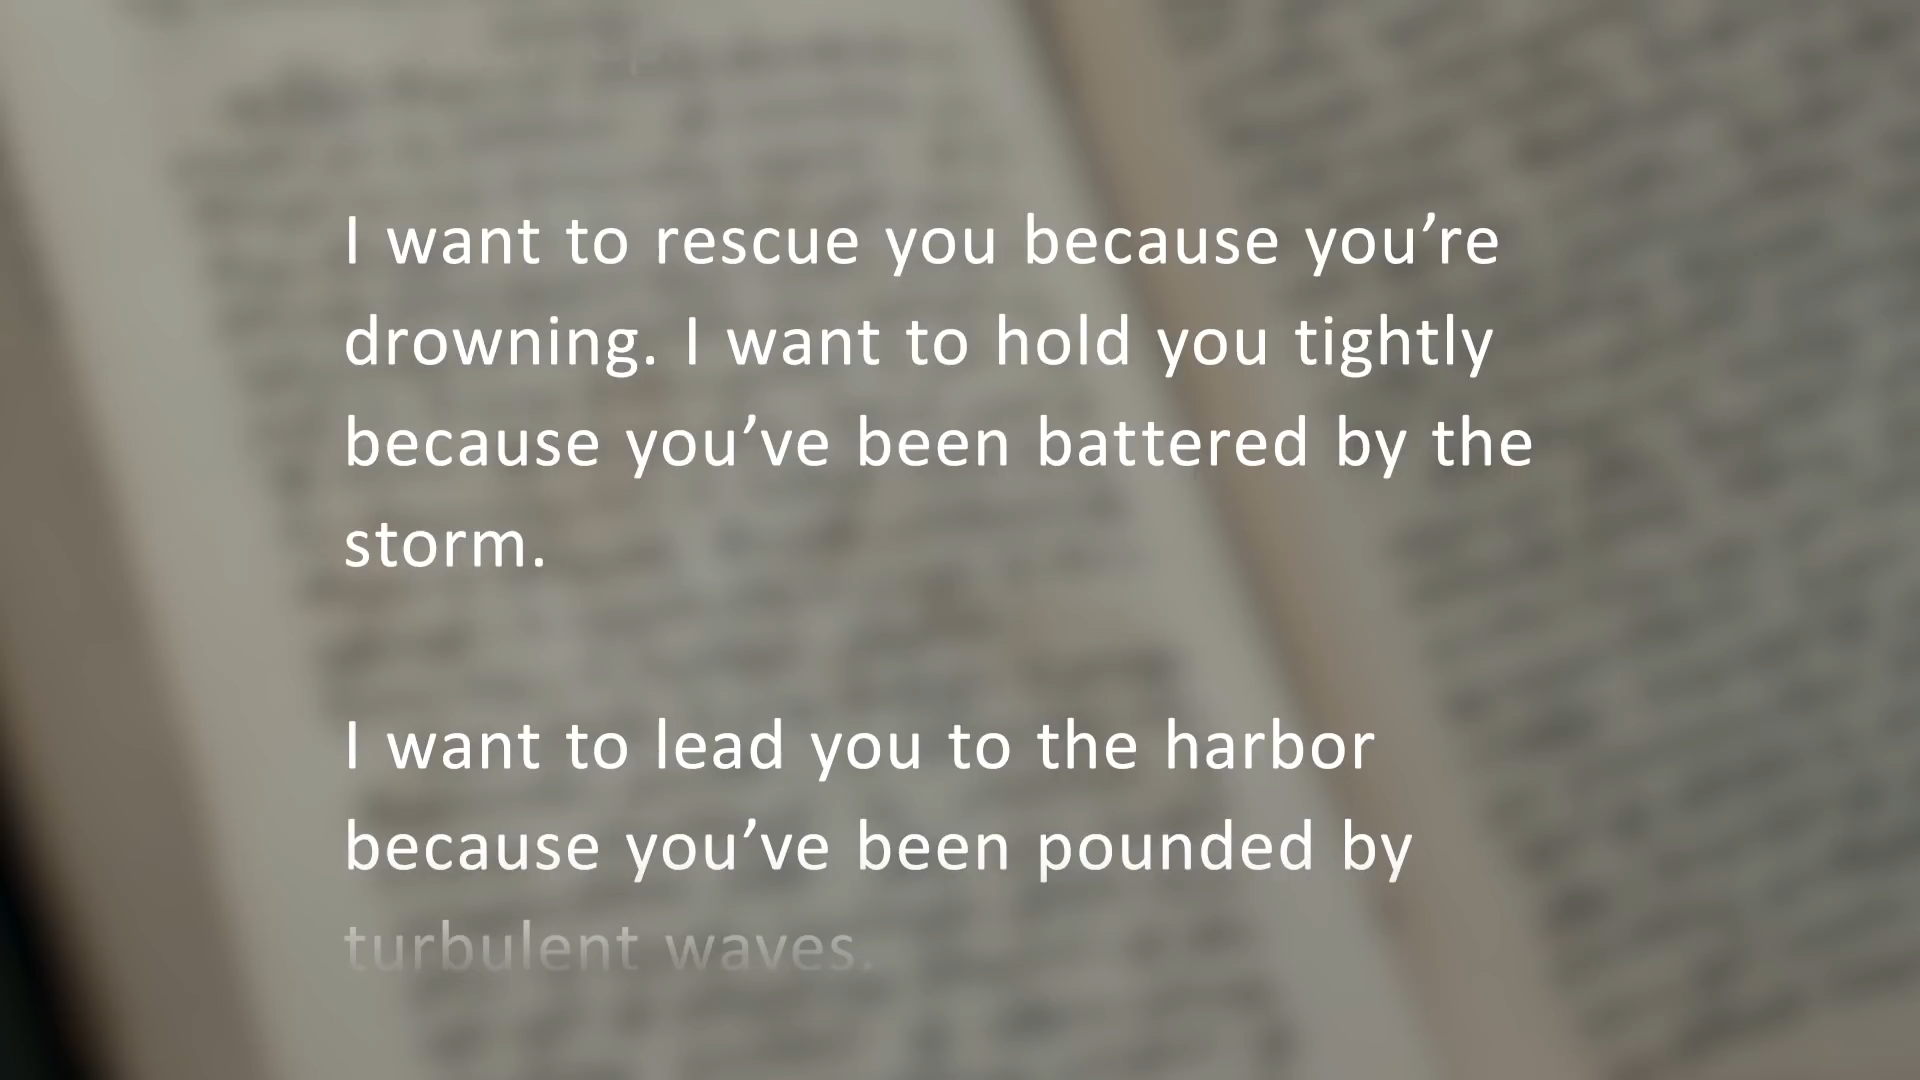 I want to rescue you because you’re
drowning. I want to hold you tightly
because you’ve been battered by the
storm.
I want to lead you to the harbor
because you’ve been pounded by
turbulent waves.